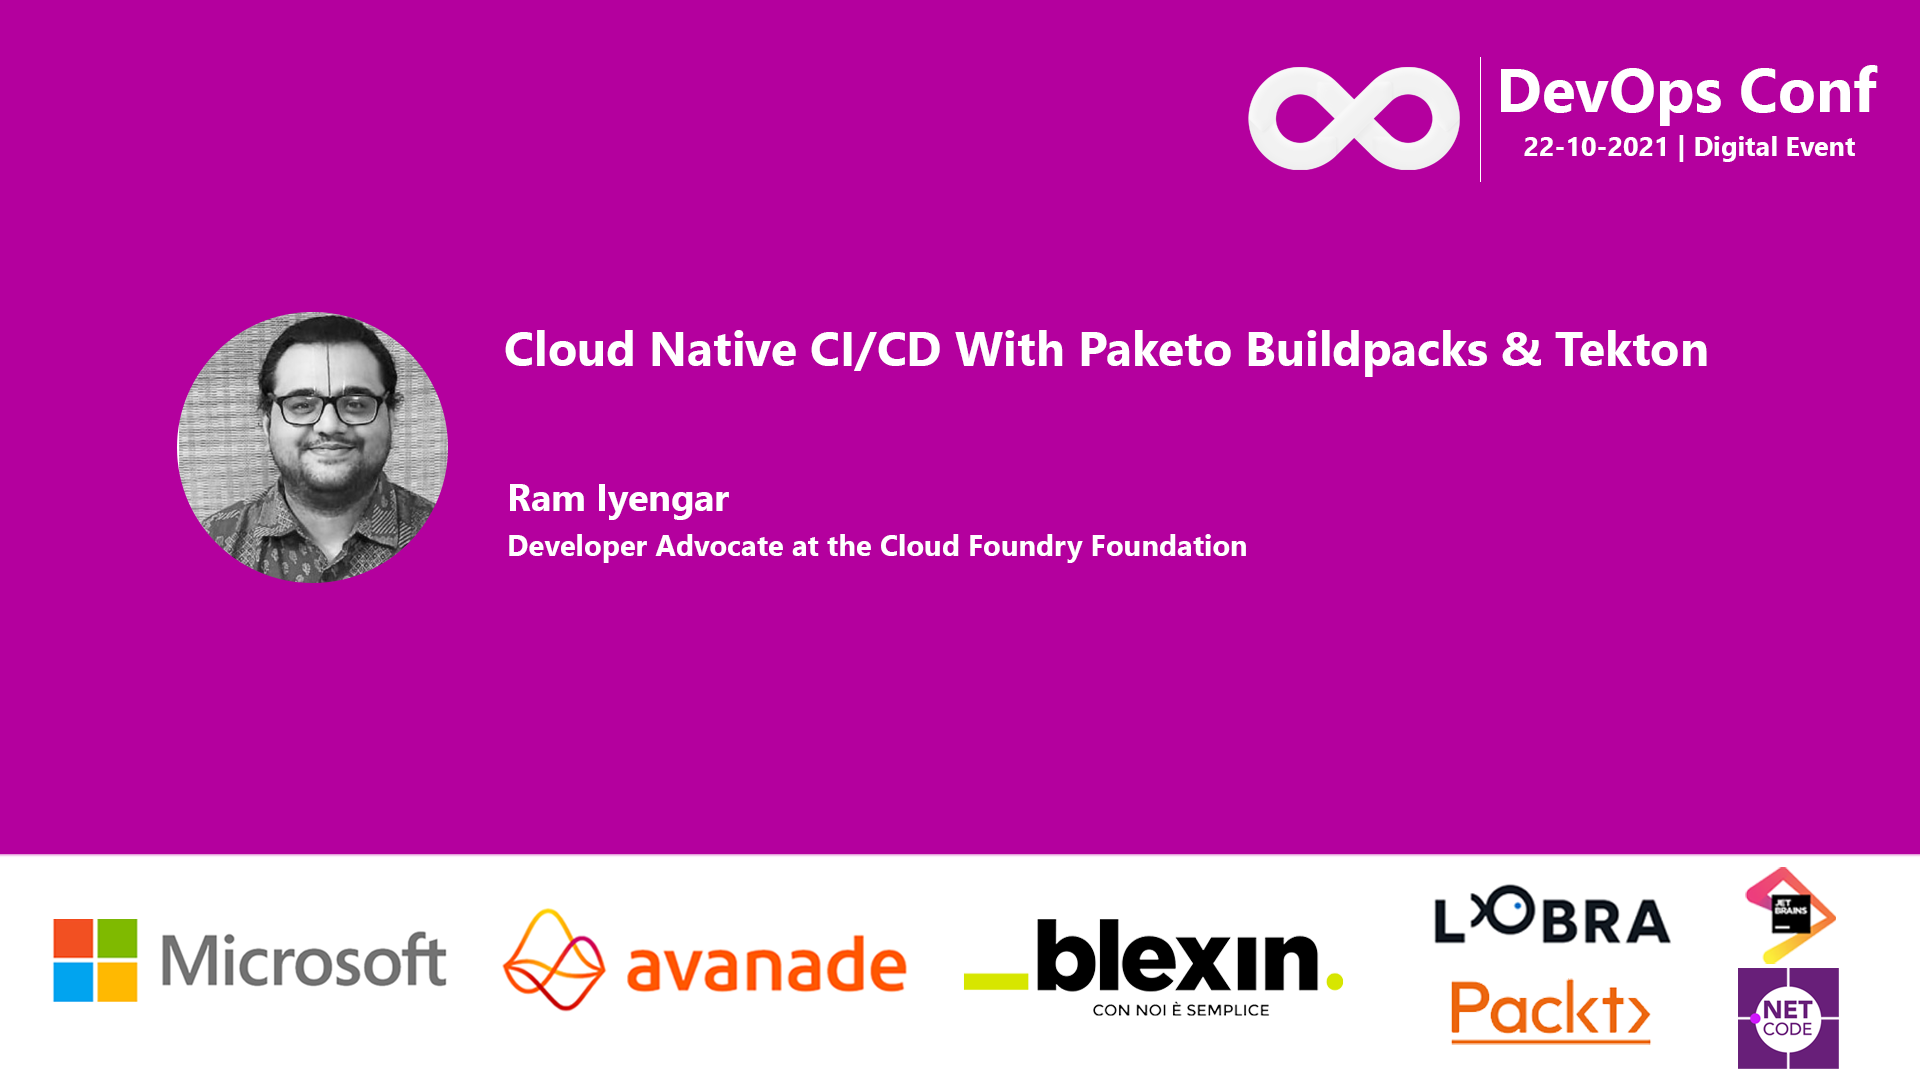 DevOps Conf
22-10-2021 | Digital Event
Cloud Native CI/CD With Paketo Buildpacks & Tekton
Ram Iyengar
Developer Advocate at the Cloud Foundry Foundation
Microsoft
avanade
blexin.
CON NOI È SEMPLICE
LOBRA
Packt
JET
BRAINS
NET
CODE